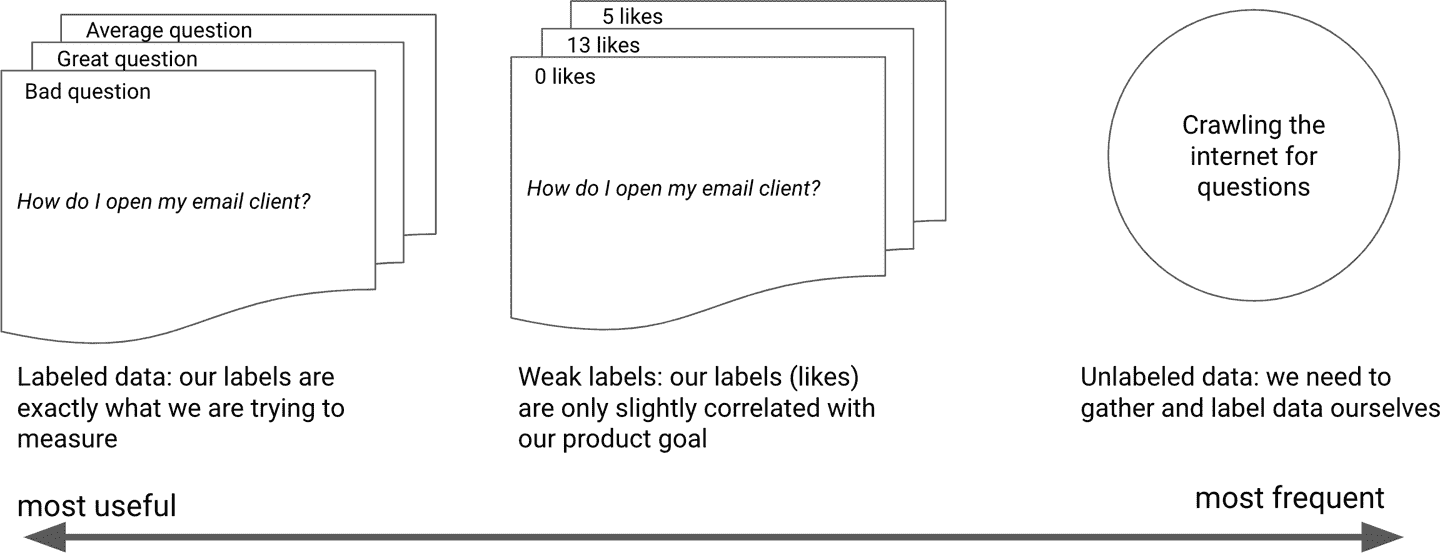 Average question
Great question
Bad question
How do I open my email client?
Labeled data: our labels are
exactly what we are trying to
measure
5 likes
13 likes
0 likes
How do I open my email client?
Weak labels: our labels (likes)
are only slightly correlated with
our product goal
Crawling the
internet for
questions
Unlabeled data: we need to
gather and label data ourselves
most useful
most frequent